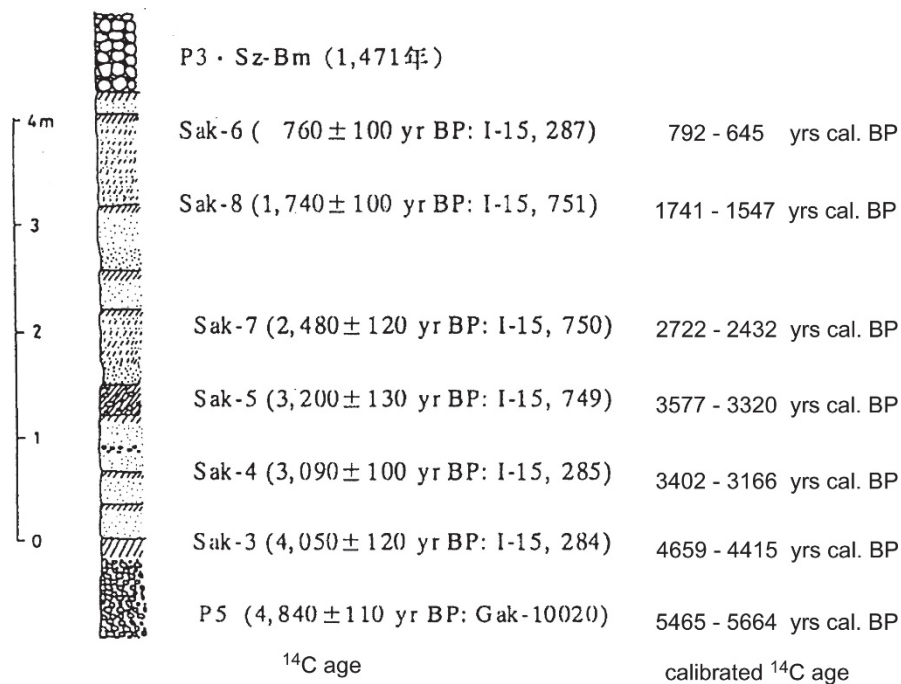 P3・Sz-Bm (1,471年)
4m
Sak-6 ( 760±100 yr BP: I-15, 287) 792 - 645 yrs cal. BP
Sak-8 (1,740±100 yr BP: I-15, 751) 1741 - 1547 yrs cal. BP
3
Sak-7 (2,480±120 yr BP: I-15, 750) 2722 - 2432 yrs cal. BP
2
Sak-5 (3,200±130 yr BP: I-15, 749) 3577 - 3320 yrs cal. BP
1
Sak-4 (3,090±100 yr BP: I-15, 285) 3402 - 3166 yrs cal. BP
0
Sak-3 (4,050±120 yr BP: I-15, 284) 4659 - 4415 yrs cal. BP
P5 (4,840±110 yr BP: Gak-10020) 5465 - 5664 yrs cal. BP
¹⁴C age calibrated ¹⁴C age